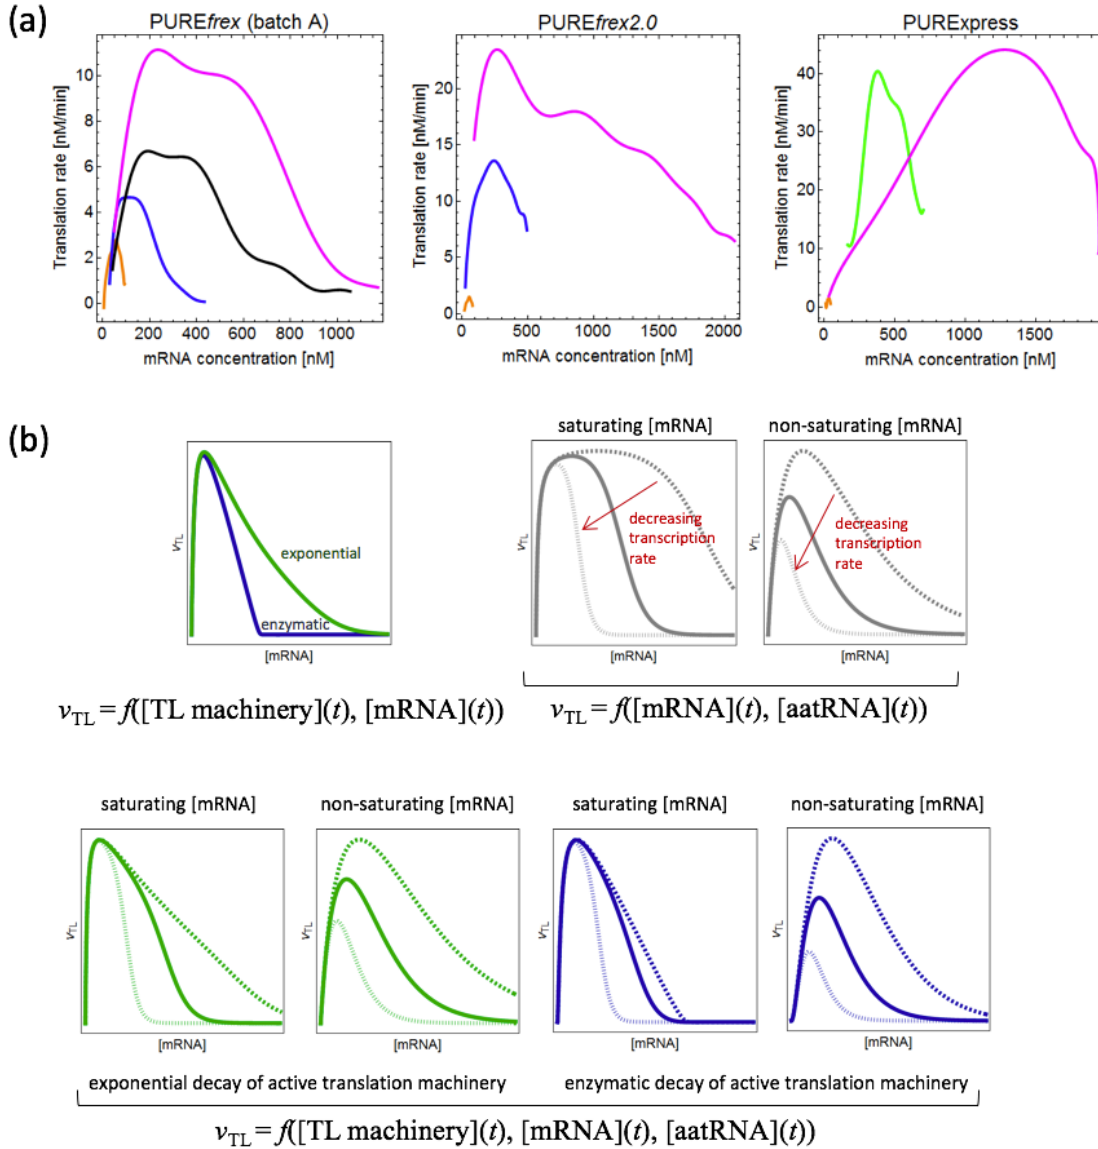 (a)
PUREfrex (batch A)
PUREfrex2.0
PURExpress
Translation rate [nM/min]
10
8
6
4
2
0
0 200 400 600 800 1000
mRNA concentration [nM]
Translation rate [nM/min]
20
15
10
5
0
0 500 1000 1500 2000
mRNA concentration [nM]
Translation rate [nM/min]
40
30
20
10
0
0 500 1000 1500
mRNA concentration [nM]
(b)
vTL
exponential
enzymatic
[mRNA]
saturating [mRNA]
vTL
decreasing
transcription
rate
[mRNA]
non-saturating [mRNA]
vTL
decreasing
transcription
rate
[mRNA]
vTL = f([TL machinery](t), [mRNA](t))
vTL = f([mRNA](t), [aatRNA](t))
saturating [mRNA]
vTL
[mRNA]
non-saturating [mRNA]
vTL
[mRNA]
saturating [mRNA]
vTL
[mRNA]
non-saturating [mRNA]
vTL
[mRNA]
exponential decay of active translation machinery
enzymatic decay of active translation machinery
vTL = f([TL machinery](t), [mRNA](t), [aatRNA](t))